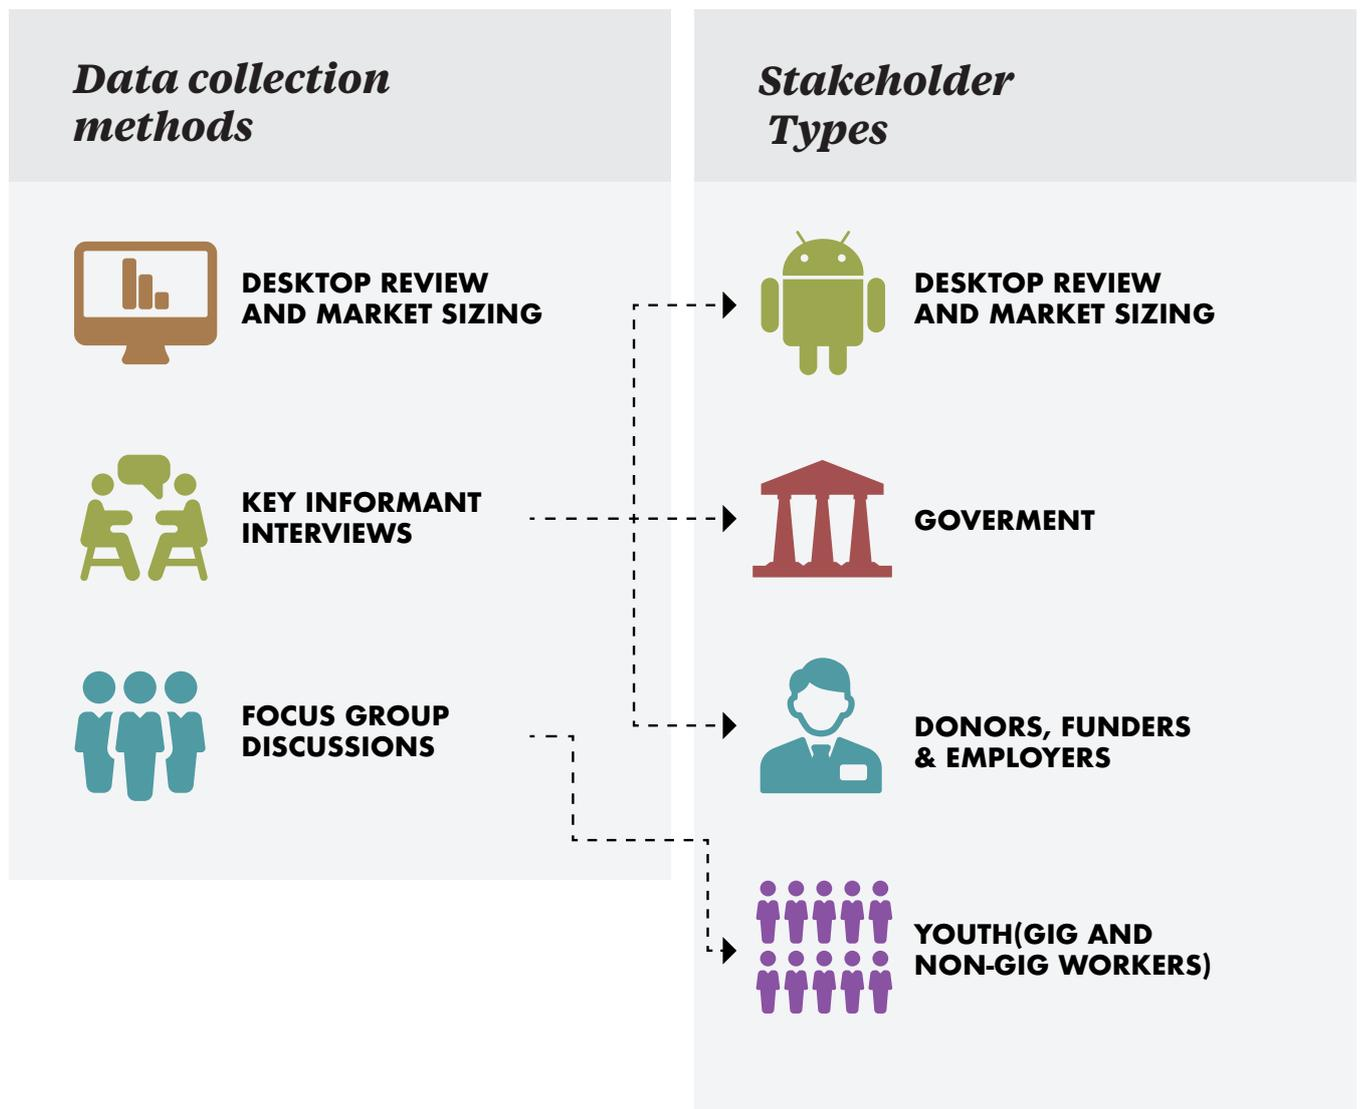 Data collection
methods
DESKTOP REVIEW
AND MARKET SIZING
KEY INFORMANT
INTERVIEWS
FOCUS GROUP
DISCUSSIONS
Stakeholder
Types
DESKTOP REVIEW
AND MARKET SIZING
GOVERMENT
DONORS, FUNDERS
& EMPLOYERS
YOUTH(GIG AND
NON-GIG WORKERS)